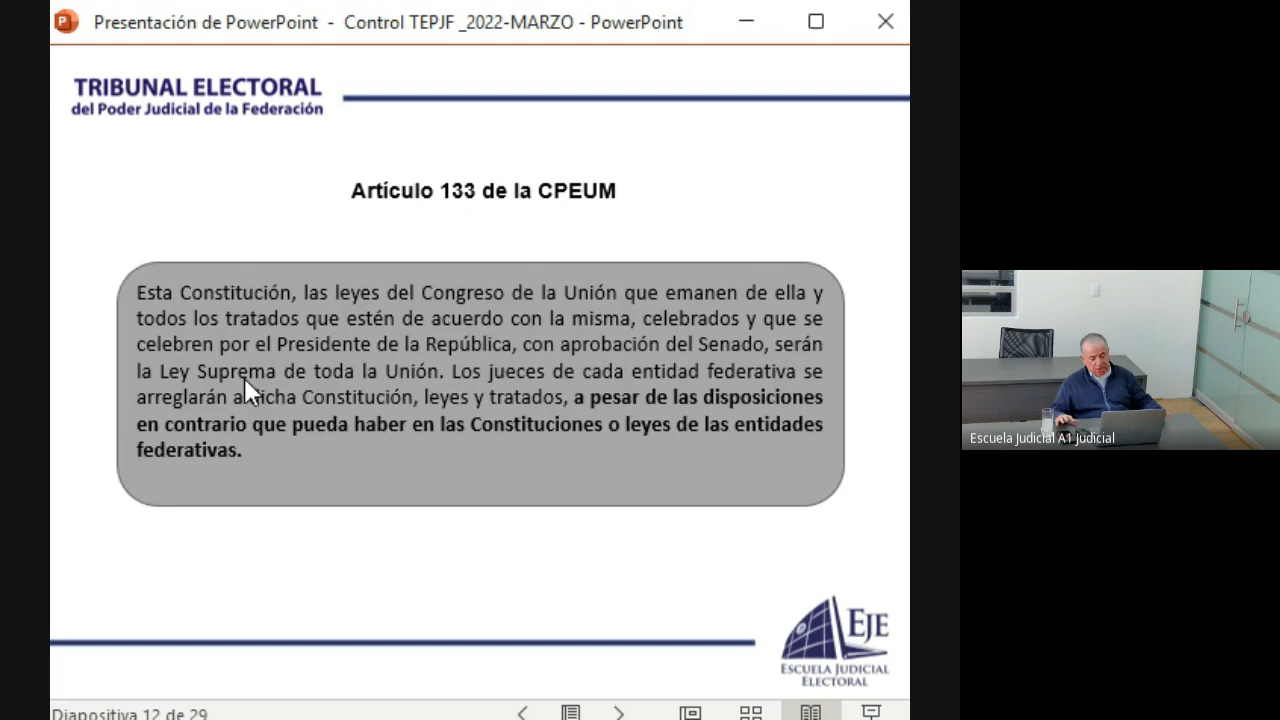 Presentación de PowerPoint - Control TEPJF _2022-MARZO - PowerPoint
TRIBUNAL ELECTORAL
del Poder Judicial de la Federación
Artículo 133 de la CPEUM
Esta Constitución, las leyes del Congreso de la Unión que emanen de ella y
todos los tratados que estén de acuerdo con la misma, celebrados y que se
celebren por el Presidente de la República, con aprobación del Senado, serán
la Ley Suprema de toda la Unión. Los jueces de cada entidad federativa se
arreglarán a dicha Constitución, leyes y tratados, a pesar de las disposiciones
en contrario que pueda haber en las Constituciones o leyes de las entidades
federativas.
EJE
ESCUELA JUDICIAL
ELECTORAL
Diapositiva 12 de 29
Escuela Judicial A1 judicial